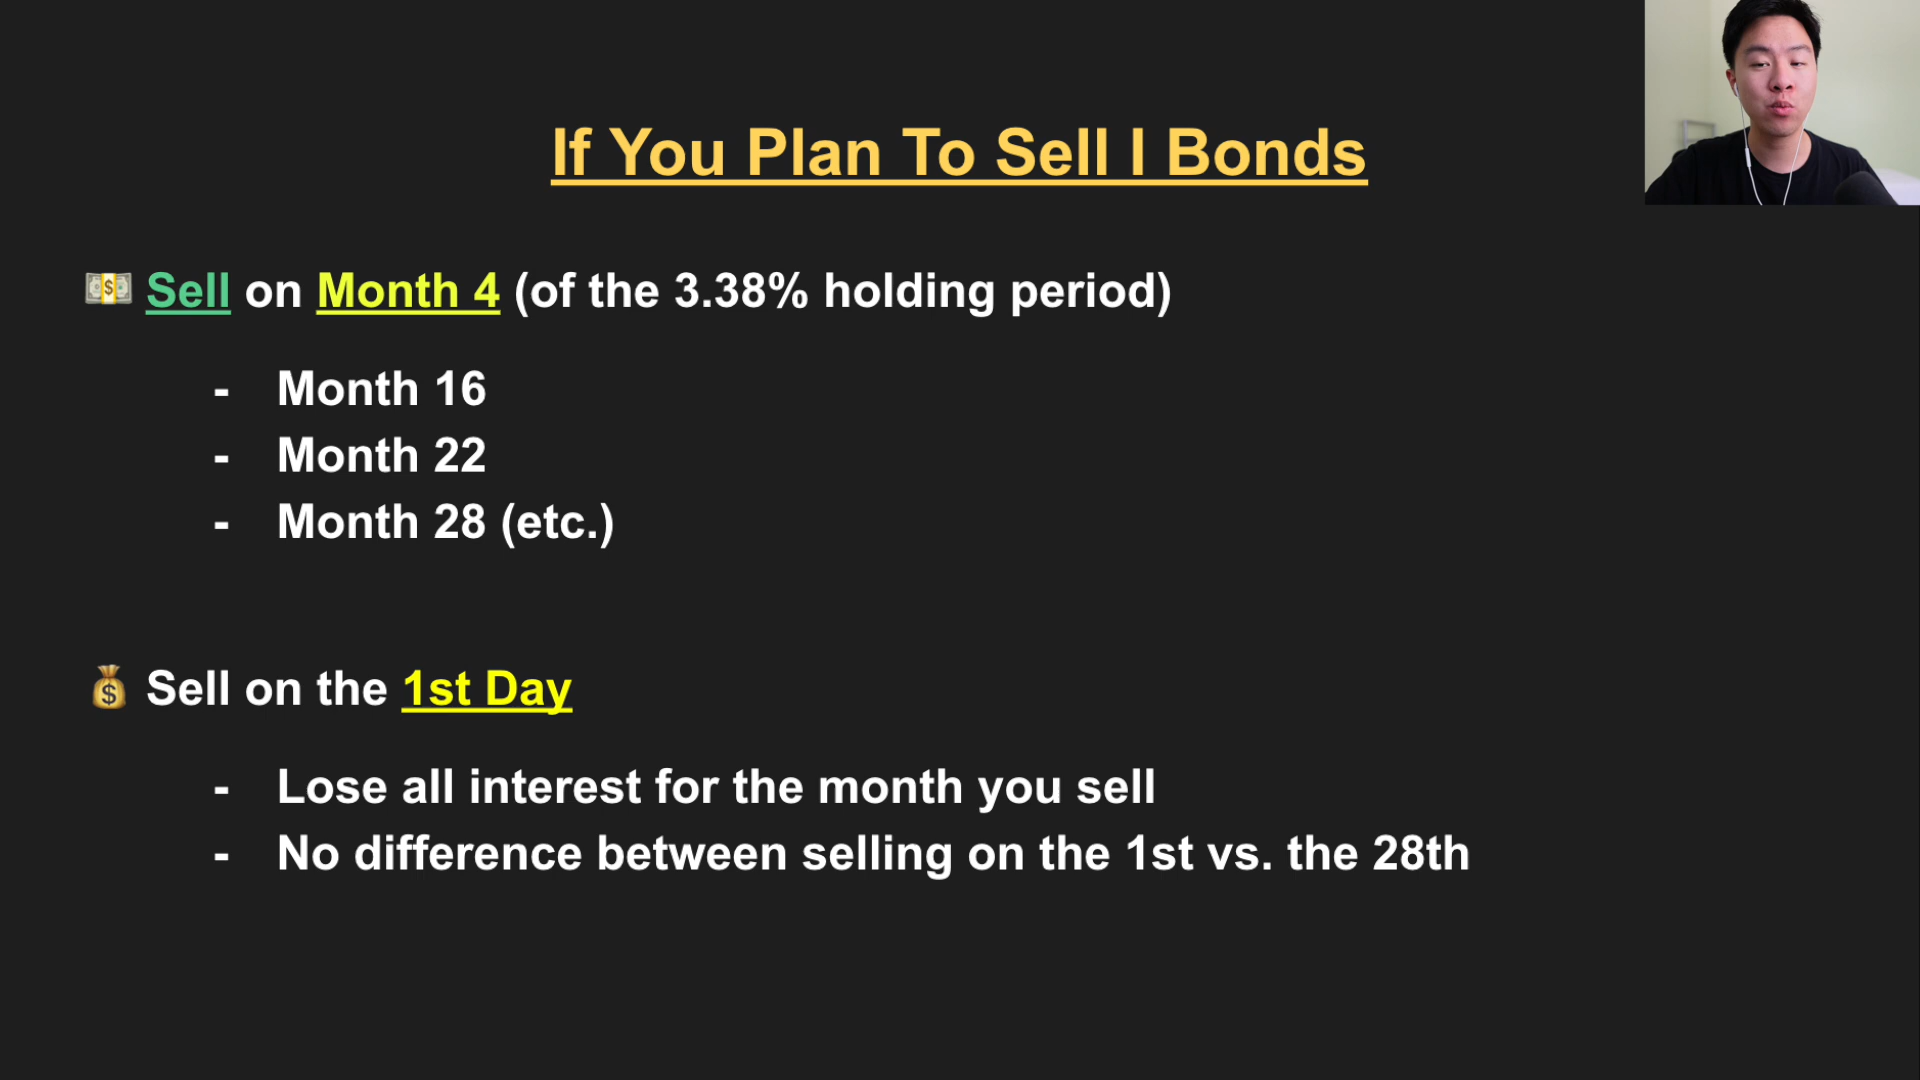 If You Plan To Sell I Bonds
💵 Sell on Month 4 (of the 3.38% holding period)
- Month 16
- Month 22
- Month 28 (etc.)
💰 Sell on the 1st Day
- Lose all interest for the month you sell
- No difference between selling on the 1st vs. the 28th